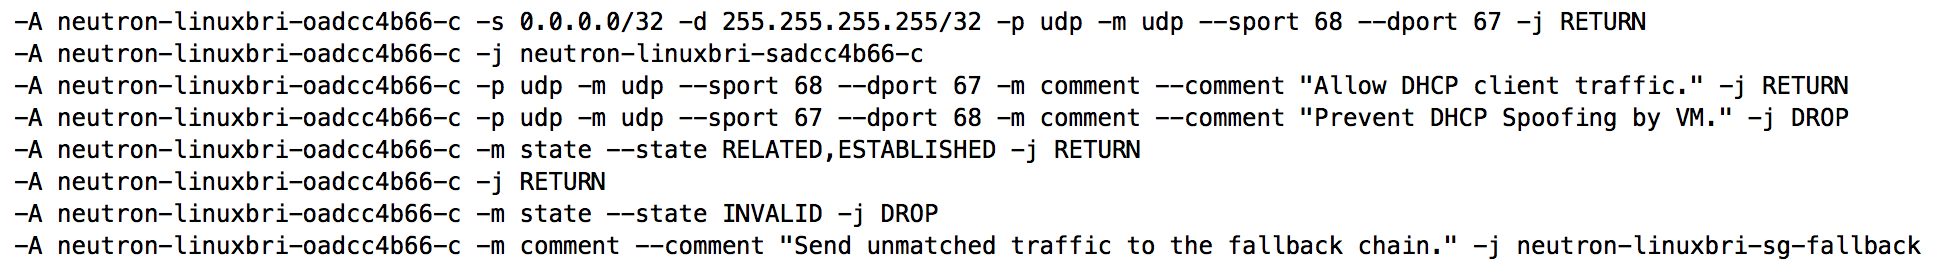 -A neutron-linuxbri-oadcc4b66-c -s 0.0.0.0/32 -d 255.255.255.255/32 -p udp -m udp --sport 68 --dport 67 -j RETURN
-A neutron-linuxbri-oadcc4b66-c -j neutron-linuxbri-sadcc4b66-c
-A neutron-linuxbri-oadcc4b66-c -p udp -m udp --sport 68 --dport 67 -m comment --comment "Allow DHCP client traffic." -j RETURN
-A neutron-linuxbri-oadcc4b66-c -p udp -m udp --sport 67 --dport 68 -m comment --comment "Prevent DHCP Spoofing by VM." -j DROP
-A neutron-linuxbri-oadcc4b66-c -m state --state RELATED,ESTABLISHED -j RETURN
-A neutron-linuxbri-oadcc4b66-c -j RETURN
-A neutron-linuxbri-oadcc4b66-c -m state --state INVALID -j DROP
-A neutron-linuxbri-oadcc4b66-c -m comment --comment "Send unmatched traffic to the fallback chain." -j neutron-linuxbri-sg-fallback